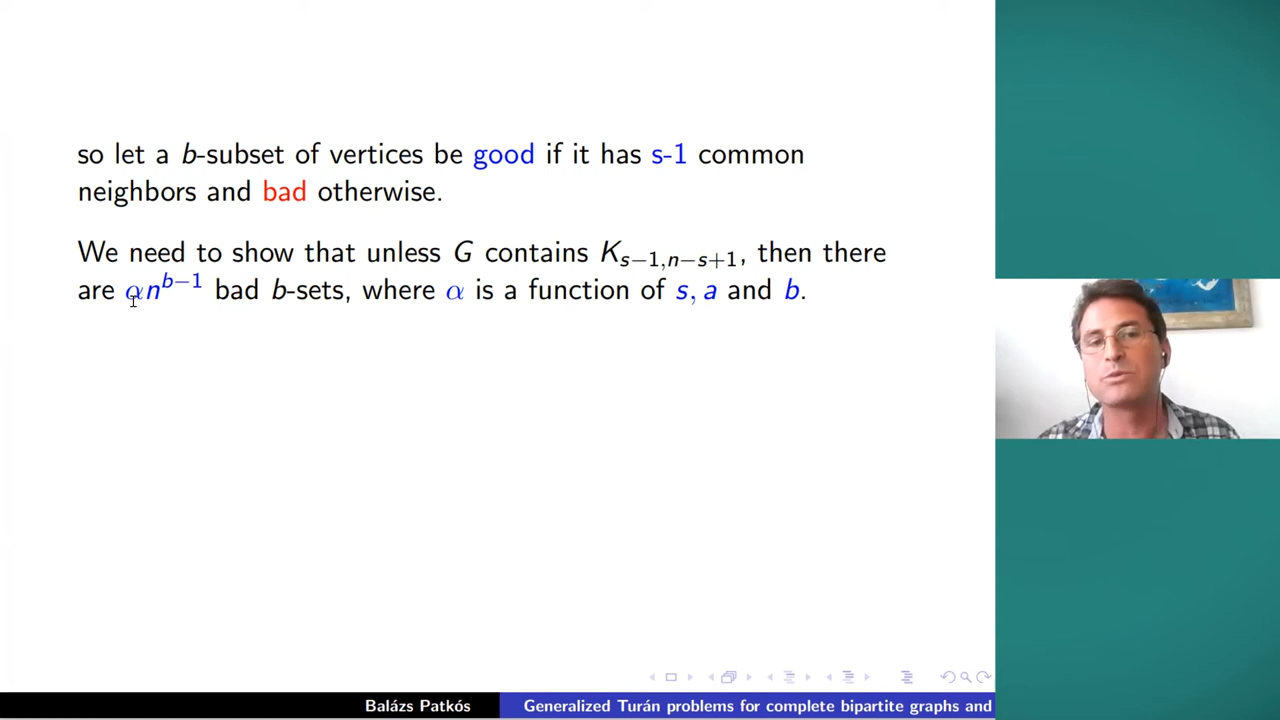 so let a b-subset of vertices be good if it has s-1 common
neighbors and bad otherwise.
We need to show that unless G contains K_{s−1,n−s+1}, then there
are αn^{b−1} bad b-sets, where α is a function of s, a and b.
Balázs Patkós
Generalized Turán problems for complete bipartite graphs and